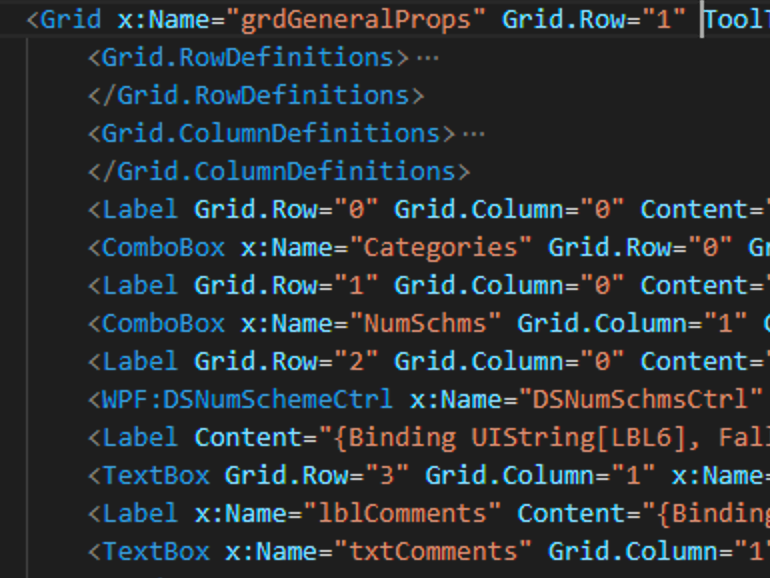 <Grid x:Name="grdGeneralProps" Grid.Row="1" Tool
<Grid.RowDefinitions>···
</Grid.RowDefinitions>
<Grid.ColumnDefinitions>···
</Grid.ColumnDefinitions>
<Label Grid.Row="0" Grid.Column="0" Content="
<ComboBox x:Name="Categories" Grid.Row="0" Gr
<Label Grid.Row="1" Grid.Column="0" Content="
<ComboBox x:Name="NumSchms" Grid.Column="1" G
<Label Grid.Row="2" Grid.Column="0" Content="
<WPF:DSNumSchemeCtrl x:Name="DSNumSchmsCtrl"
<Label Content="{Binding UIString[LBL6], Fall
<TextBox Grid.Row="3" Grid.Column="1" x:Name=
<Label x:Name="lblComments" Content="{Binding
<TextBox x:Name="txtComments" Grid.Column="1"